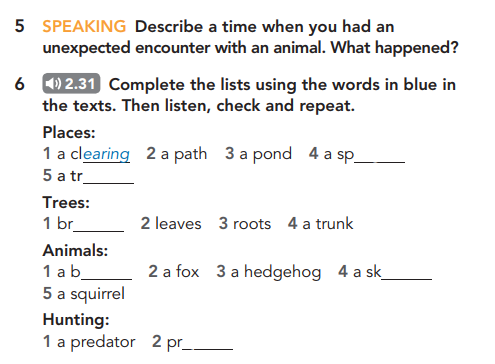 5 SPEAKING Describe a time when you had an
unexpected encounter with an animal. What happened?
6 2.31 Complete the lists using the words in blue in
the texts. Then listen, check and repeat.
Places:
1 a clearing 2 a path 3 a pond 4 a sp______
5 a tr______
Trees:
1 br______ 2 leaves 3 roots 4 a trunk
Animals:
1 a b______ 2 a fox 3 a hedgehog 4 a sk______
5 a squirrel
Hunting:
1 a predator 2 pr______